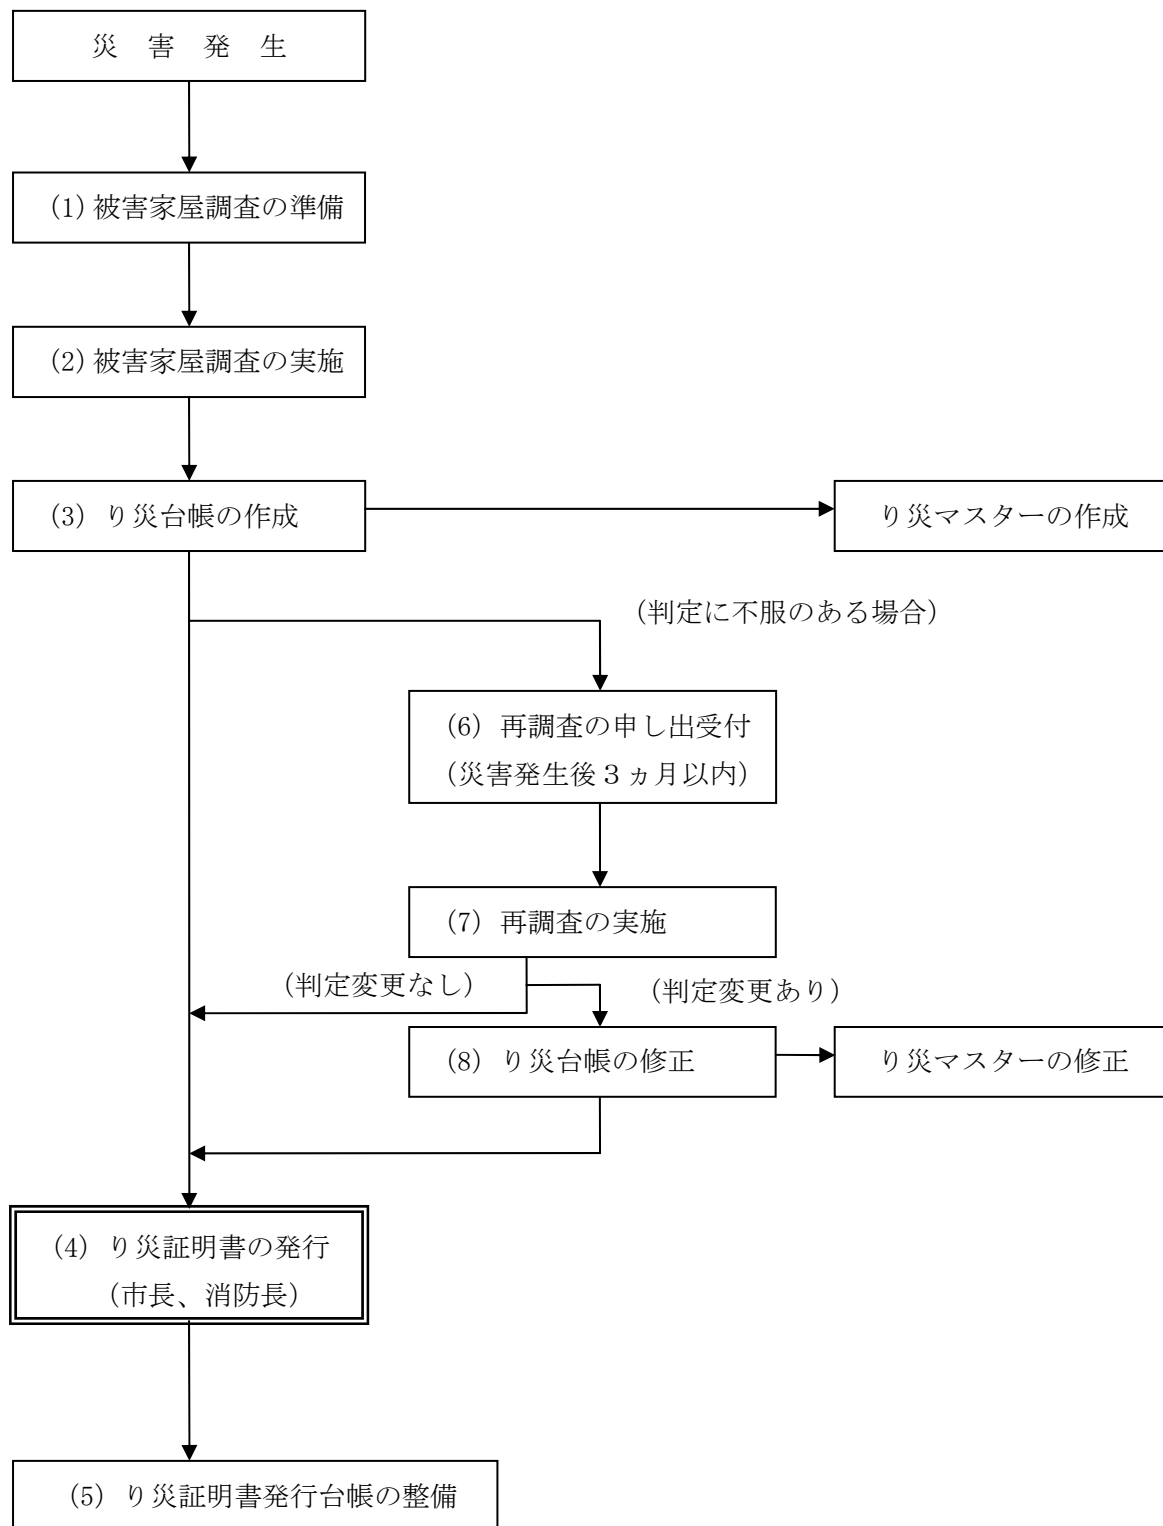 災害発生
(1)被害家屋調査の準備
(2)被害家屋調査の実施
(3) り災台帳の作成
り災マスターの作成
(判定に不服のある場合)
(6) 再調査の申し出受付
(災害発生後３ヵ月以内)
(7) 再調査の実施
(判定変更なし)
(判定変更あり)
(8) り災台帳の修正
り災マスターの修正
(4) り災証明書の発行
(市長、消防長)
(5) り災証明書発行台帳の整備